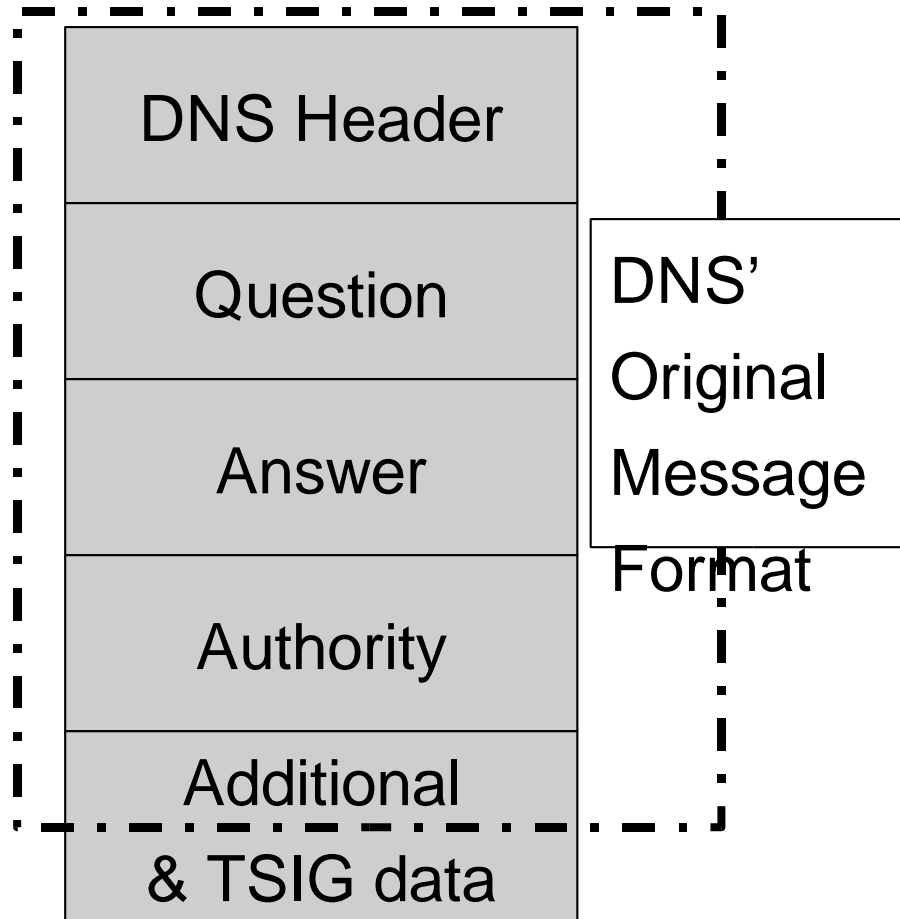 DNS Header
Question
Answer
Authority
Additional
& TSIG data
DNS’
Original
Message
Format